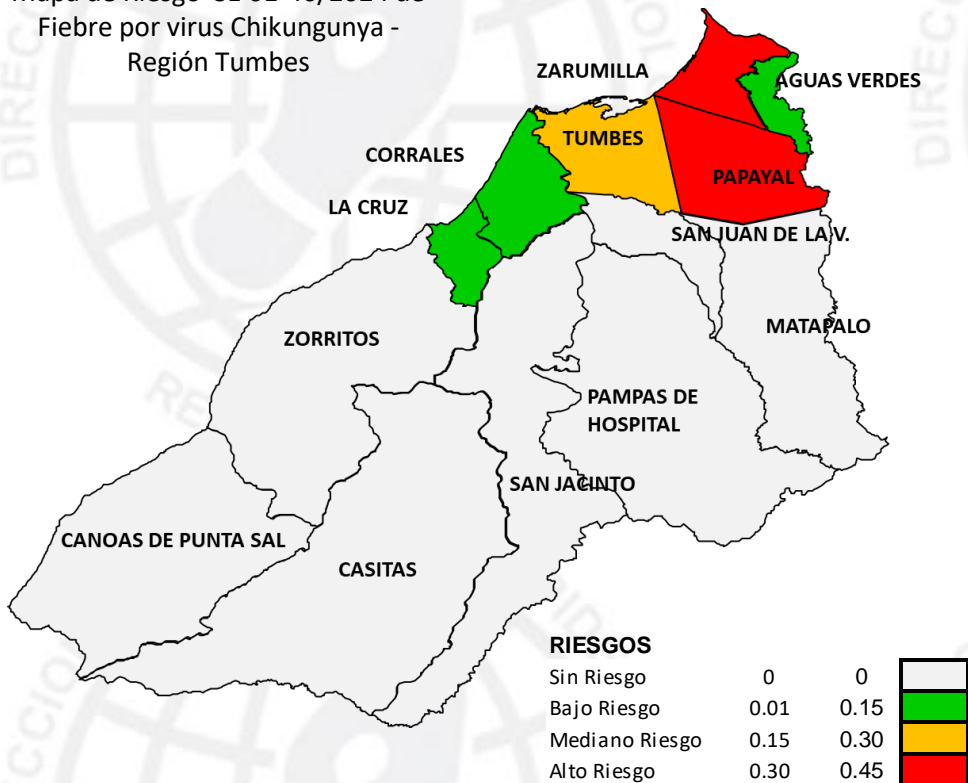 Fiebre por virus Chikungunya -
Región Tumbes
ZARUMILLA
AGUAS VERDES
TUMBES
CORRALES
PAPAYAL
LA CRUZ
SAN JUAN DE LA V.
MATAPALO
ZORRITOS
PAMPAS DE
HOSPITAL
SAN JACINTO
CANOAS DE PUNTA SAL
CASITAS
RIESGOS
Sin Riesgo 0 0
Bajo Riesgo 0.01 0.15
Mediano Riesgo 0.15 0.30
Alto Riesgo 0.30 0.45